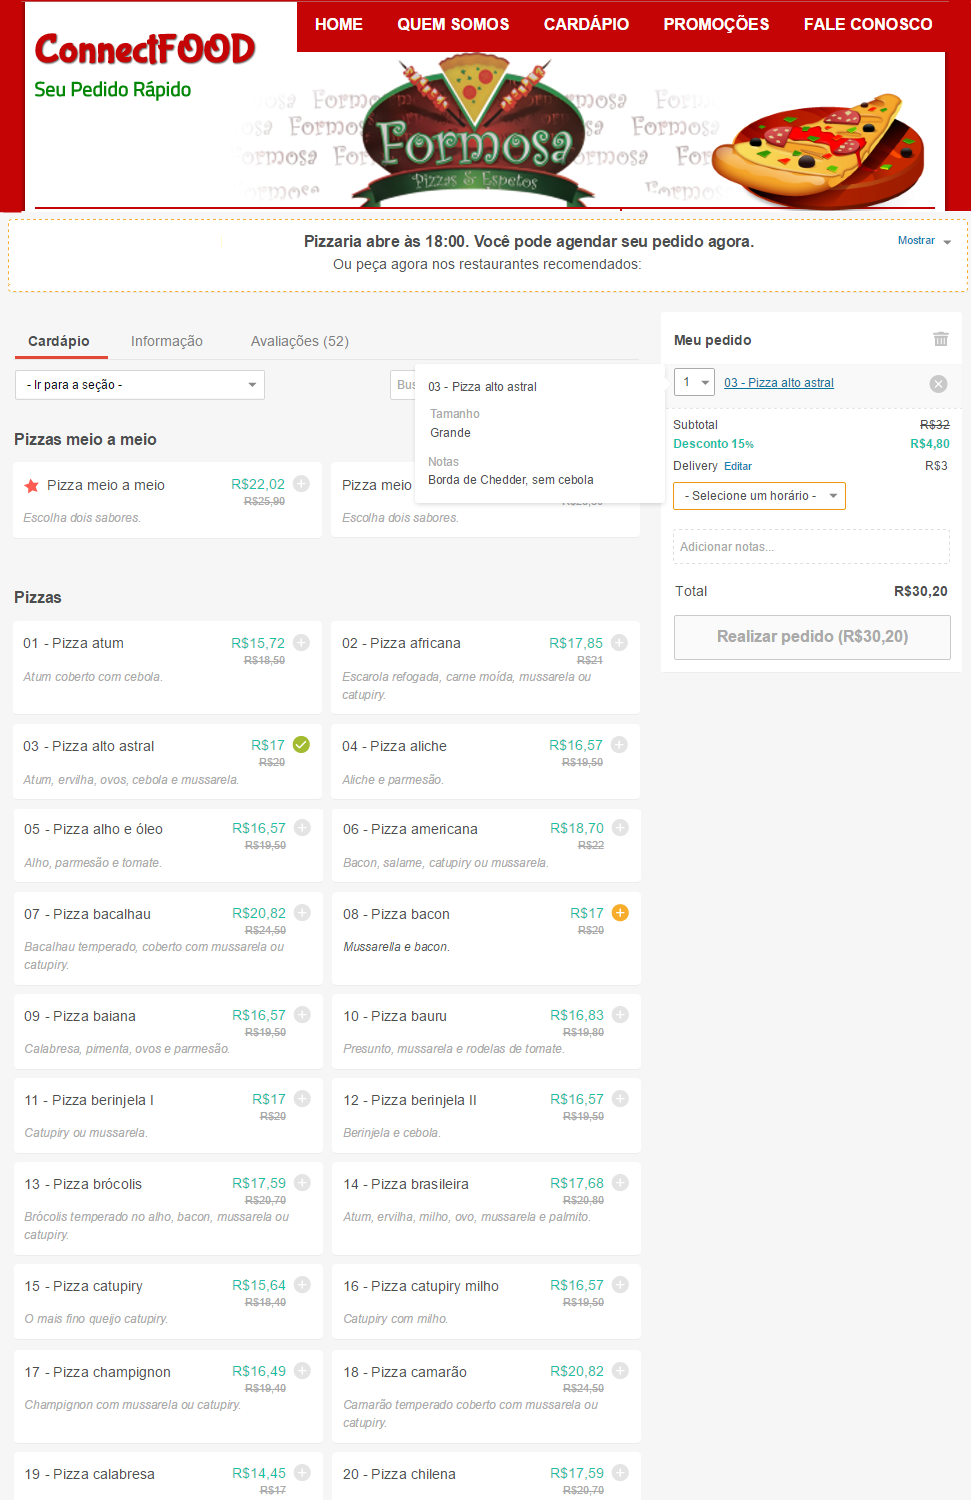 ConnectFOOD
Seu Pedido Rápido
HOME QUEM SOMOS CARDÁPIO PROMOÇÕES FALE CONOSCO
Formosa
Pizzas & Espetos
Pizzaria abre às 18:00. Você pode agendar seu pedido agora.
Mostrar
Ou peça agora nos restaurantes recomendados:
Cardápio Informação Avaliações (52)
- Ir para a seção -
Bus
03 - Pizza alto astral
Tamanho
Grande
Notas
Borda de Chedder, sem cebola
Meu pedido
1 03 - Pizza alto astral
Subtotal R$32
Desconto 15% R$4,80
Delivery Editar R$3
- Selecione um horário -
Adicionar notas...
Total R$30,20
Realizar pedido (R$30,20)
Pizzas meio a meio
Pizza meio a meio R$22,02
R$25,90
Escolha dois sabores.
Pizza meio
Escolha dois sabores.
Pizzas
01 - Pizza atum R$15,72
R$18,50
Atum coberto com cebola.
02 - Pizza africana R$17,85
R$21
Escarola refogada, carne moída, mussarela ou
catupiry.
03 - Pizza alto astral R$17
R$20
Atum, ervilha, ovos, cebola e mussarela.
04 - Pizza aliche R$16,57
R$19,50
Aliche e parmesão.
05 - Pizza alho e óleo R$16,57
R$19,50
Alho, parmesão e tomate.
06 - Pizza americana R$18,70
R$22
Bacon, salame, catupiry ou mussarela.
07 - Pizza bacalhau R$20,82
R$24,50
Bacalhau temperado, coberto com mussarela ou
catupiry.
08 - Pizza bacon R$17
R$20
Mussarella e bacon.
09 - Pizza baiana R$16,57
R$19,50
Calabresa, pimenta, ovos e parmesão.
10 - Pizza bauru R$16,83
R$19,80
Presunto, mussarela e rodelas de tomate.
11 - Pizza berinjela I R$17
R$20
Catupiry ou mussarela.
12 - Pizza berinjela II R$16,57
R$19,50
Berinjela e cebola.
13 - Pizza brócolis R$17,59
R$20,70
Brócolis temperado no alho, bacon, mussarela ou
catupiry.
14 - Pizza brasileira R$17,68
R$20,80
Atum, ervilha, milho, ovo, mussarela e palmito.
15 - Pizza catupiry R$15,64
R$18,40
O mais fino queijo catupiry.
16 - Pizza catupiry milho R$16,57
R$19,50
Catupiry com milho.
17 - Pizza champignon R$16,49
R$19,40
Champignon com mussarela ou catupiry.
18 - Pizza camarão R$20,82
R$24,50
Camarão temperado coberto com mussarela ou
catupiry.
19 - Pizza calabresa R$14,45
R$17
20 - Pizza chilena R$17,59
R$20,70